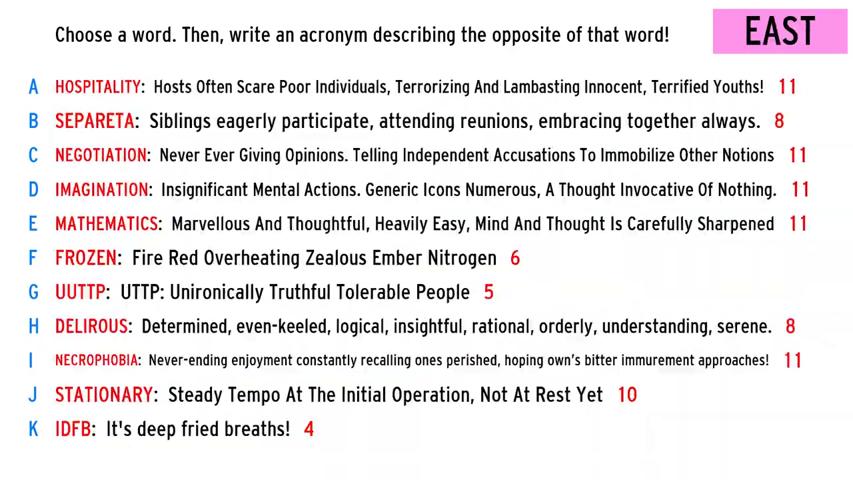 Choose a word. Then, write an acronym describing the opposite of that word!
EAST
A HOSPITALITY: Hosts Often Scare Poor Individuals, Terrorizing And Lambasting Innocent, Terrified Youths! 11
B SEPARETA: Siblings eagerly participate, attending reunions, embracing together always. 8
C NEGOTIATION: Never Ever Giving Opinions. Telling Independent Accusations To Immobilize Other Notions 11
D IMAGINATION: Insignificant Mental Actions. Generic Icons Numerous, A Thought Invocative Of Nothing. 11
E MATHEMATICS: Marvellous And Thoughtful, Heavily Easy, Mind And Thought Is Carefully Sharpened 11
F FROZEN: Fire Red Overheating Zealous Ember Nitrogen 6
G UUTTP: UTTP: Unironically Truthful Tolerable People 5
H DELIROUS: Determined, even-keeled, logical, insightful, rational, orderly, understanding, serene. 8
I NECROPHOBIA: Never-ending enjoyment constantly recalling ones perished, hoping own's bitter immurement approaches! 11
J STATIONARY: Steady Tempo At The Initial Operation, Not At Rest Yet 10
K IDFB: It's deep fried breaths! 4